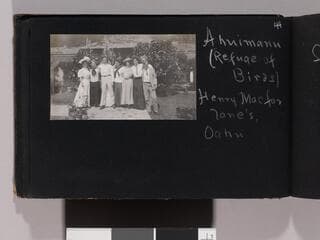 Ahuimanu
(Refuge of
Birds)
Henry Macfar
lane's,
Oahu